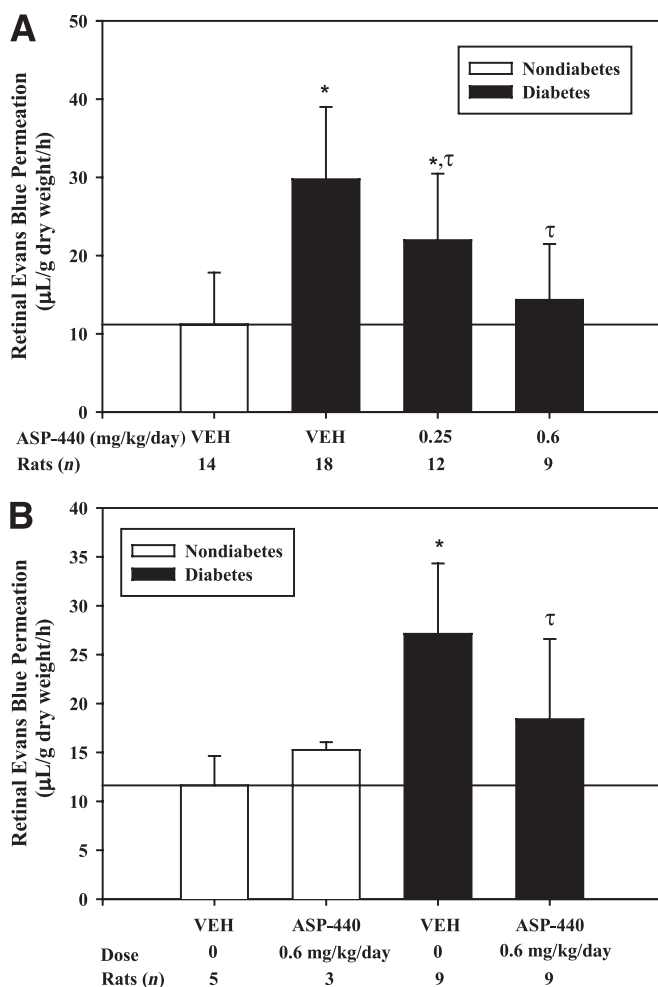 A
Retinal Evans Blue Permeation
(μL/g dry weight/h)
50
40
30
20
10
0
Nondiabetes
Diabetes
*
*,τ
τ
ASP-440 (mg/kg/day) VEH VEH 0.25 0.6
Rats (n) 14 18 12 9
B
Retinal Evans Blue Permeation
(μL/g dry weight/h)
40
35
30
25
20
15
10
5
0
Nondiabetes
Diabetes
*
τ
VEH ASP-440 VEH ASP-440
Dose 0 0.6 mg/kg/day 0 0.6 mg/kg/day
Rats (n) 5 3 9 9